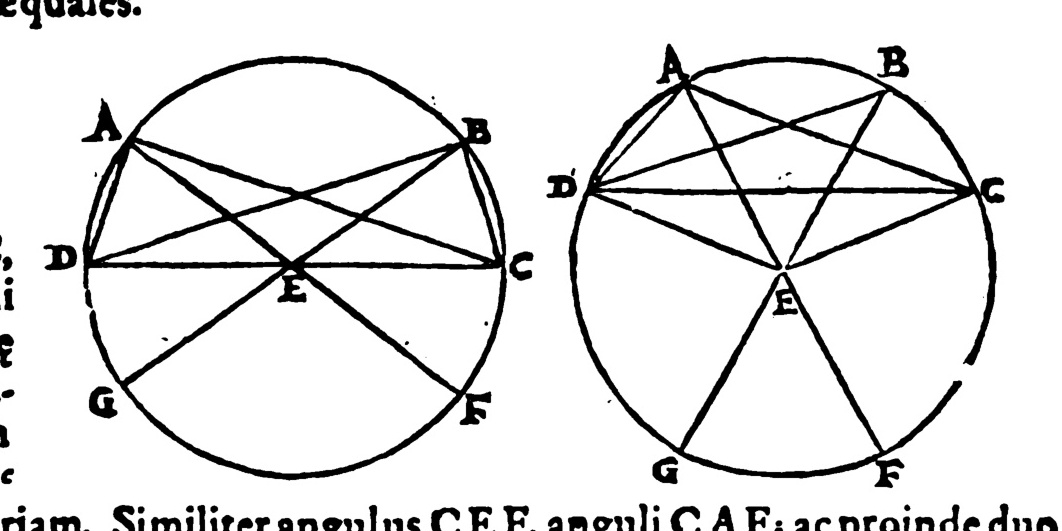 æquales.
A B D C E G F
A B D C E G F
riam. Similiter angulus C E F, anguli C A F; ac proinde duo